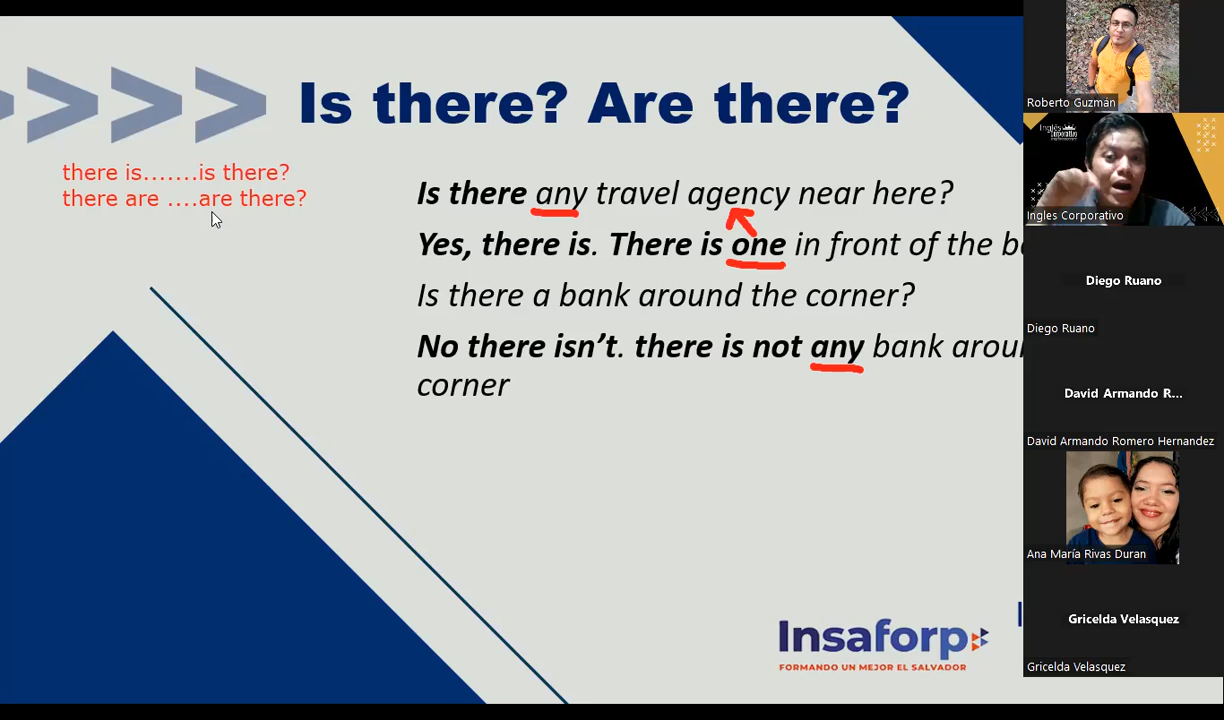 Is there? Are there?
there is.......is there?
there are ....are there?
Is there any travel agency near here?
Yes, there is. There is one in front of the
Is there a bank around the corner?
No there isn't. there is not any bank
corner
Insaforp
FORMANDO UN MEJOR EL SALVADOR
Roberto Guzmán
Inglés
Corporativo
Ingles Corporativo
Diego Ruano
Diego Ruano
David Armando R...
David Armando Romero Hernandez
Ana María Rivas Duran
Gricelda Velasquez
Gricelda Velasquez